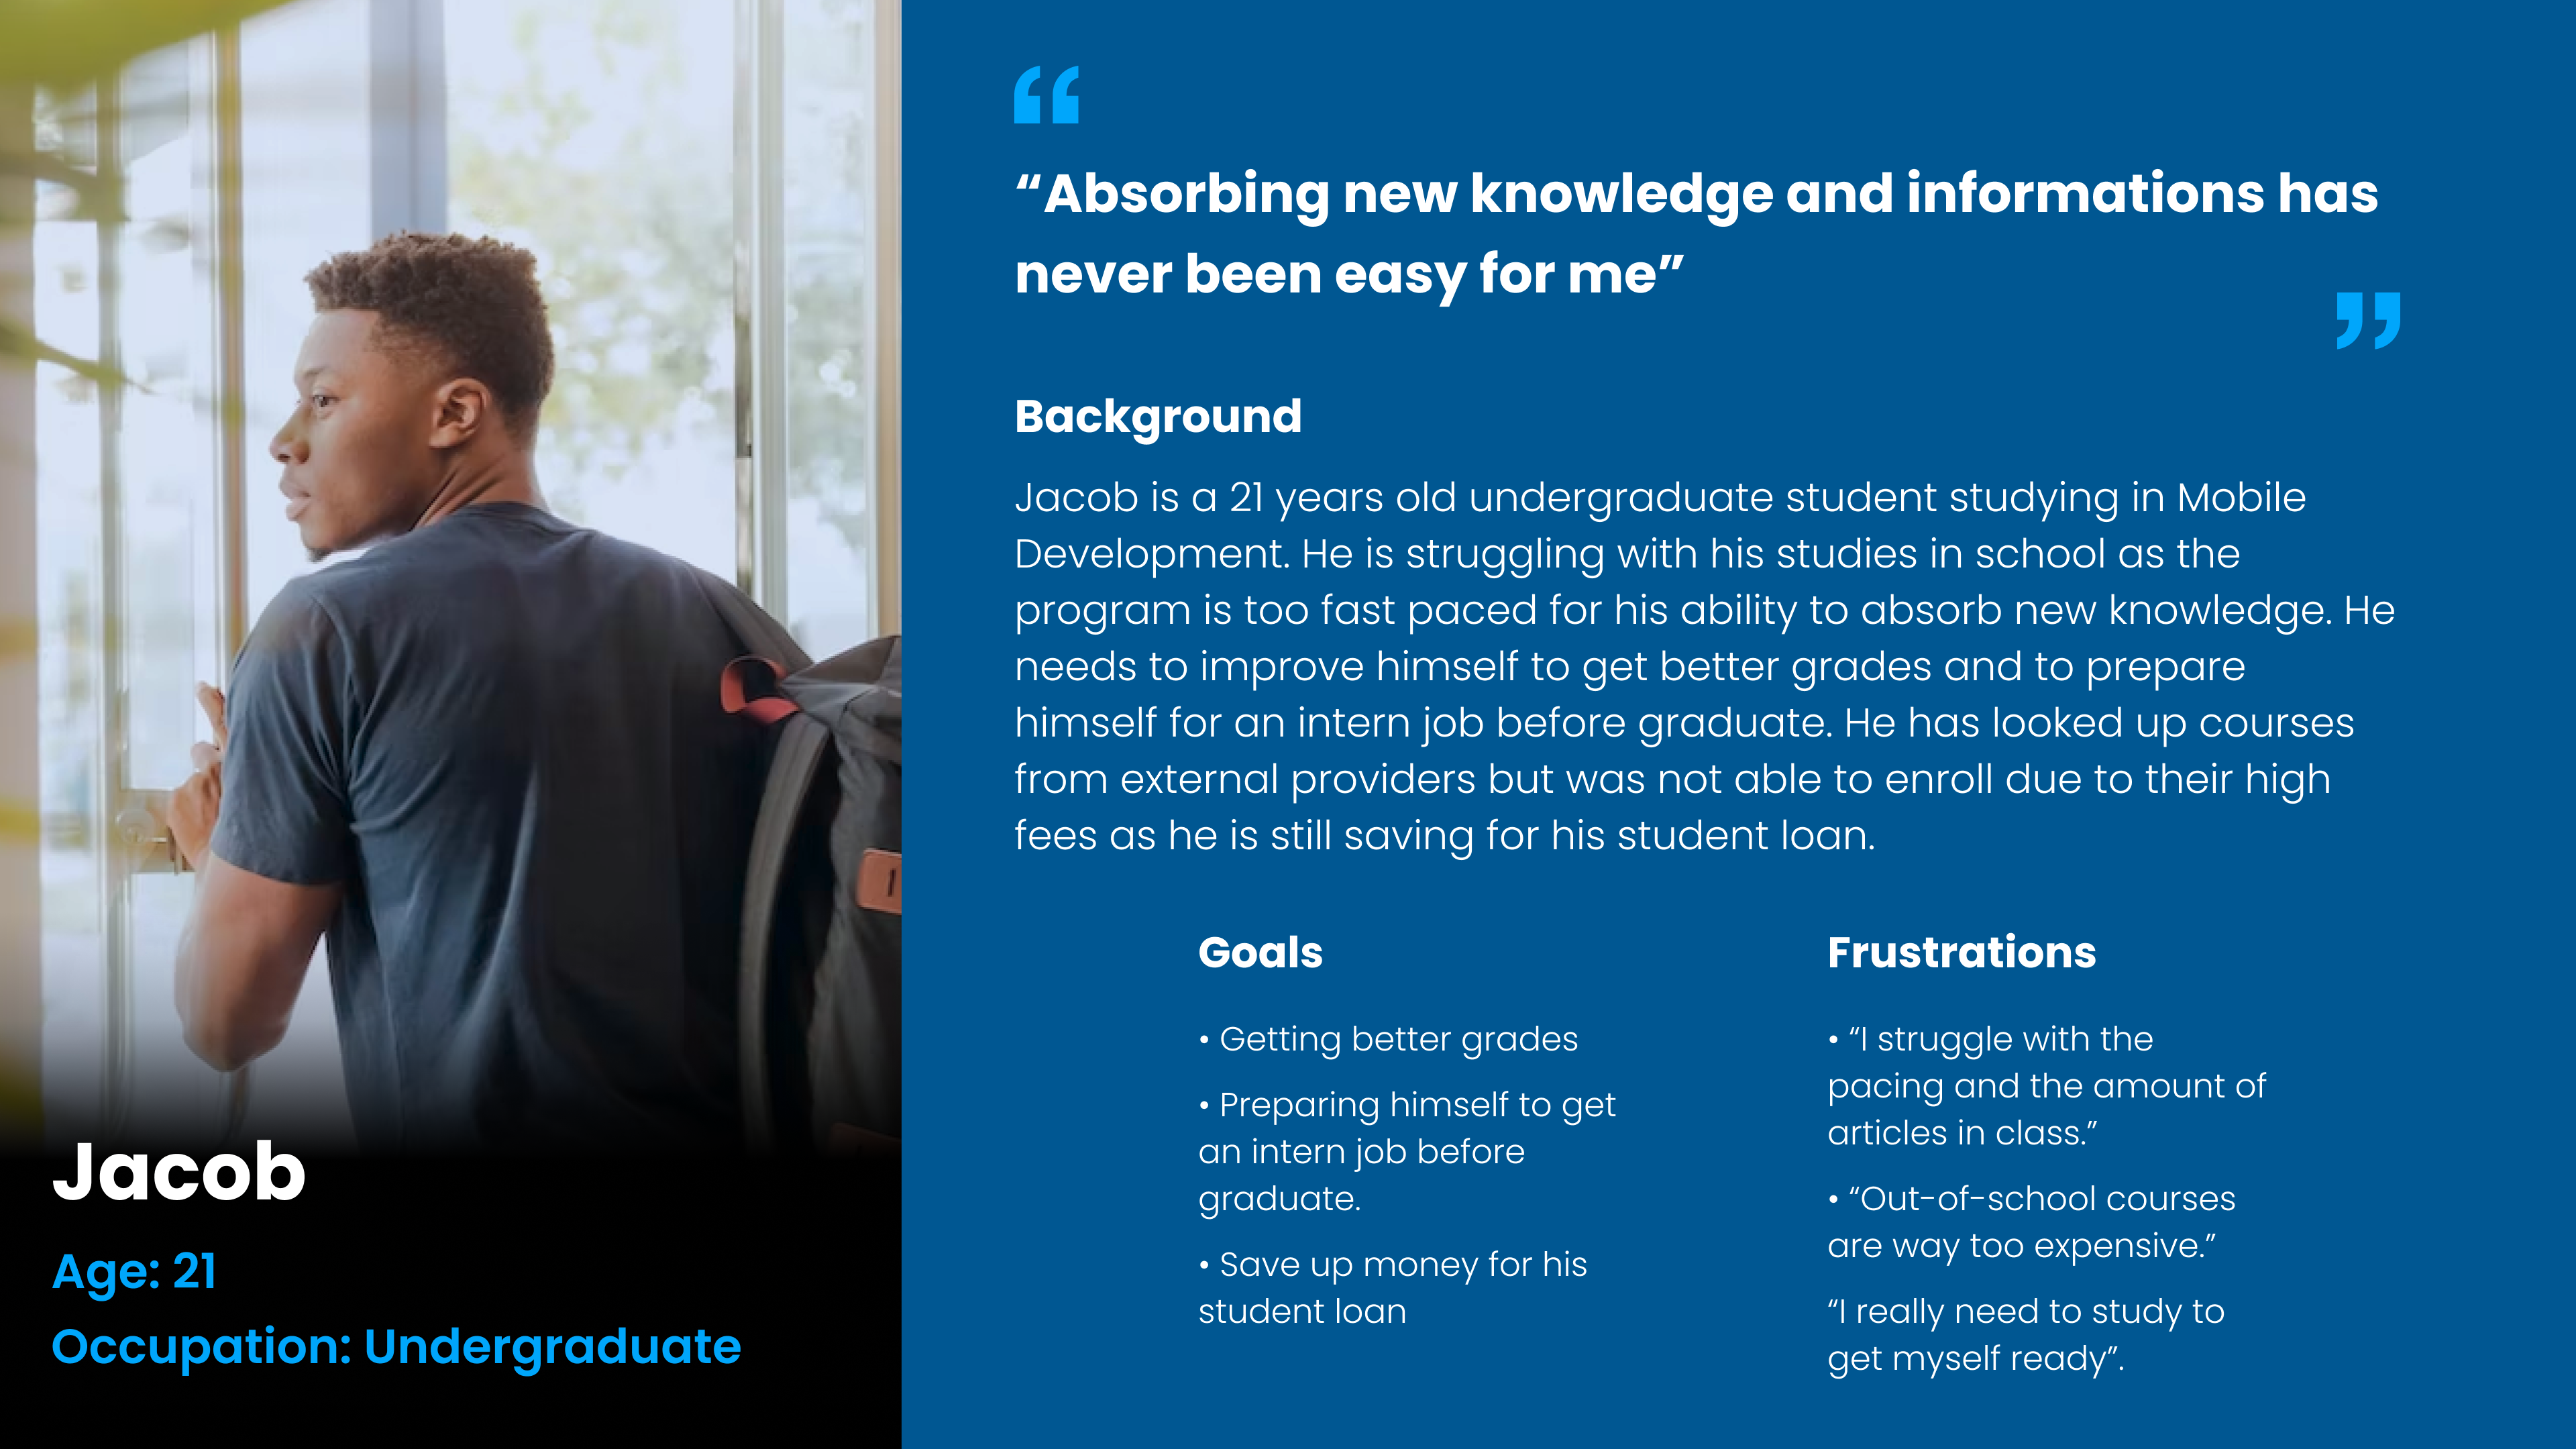 “
“Absorbing new knowledge and informations has
never been easy for me”
”
Background
Jacob is a 21 years old undergraduate student studying in Mobile
Development. He is struggling with his studies in school as the
program is too fast paced for his ability to absorb new knowledge. He
needs to improve himself to get better grades and to prepare
himself for an intern job before graduate. He has looked up courses
from external providers but was not able to enroll due to their high
fees as he is still saving for his student loan.
Goals
• Getting better grades
• Preparing himself to get
an intern job before
graduate.
• Save up money for his
student loan
Frustrations
• “I struggle with the
pacing and the amount of
articles in class.”
• “Out-of-school courses
are way too expensive.”
“I really need to study to
get myself ready”.
Jacob
Age: 21
Occupation: Undergraduate